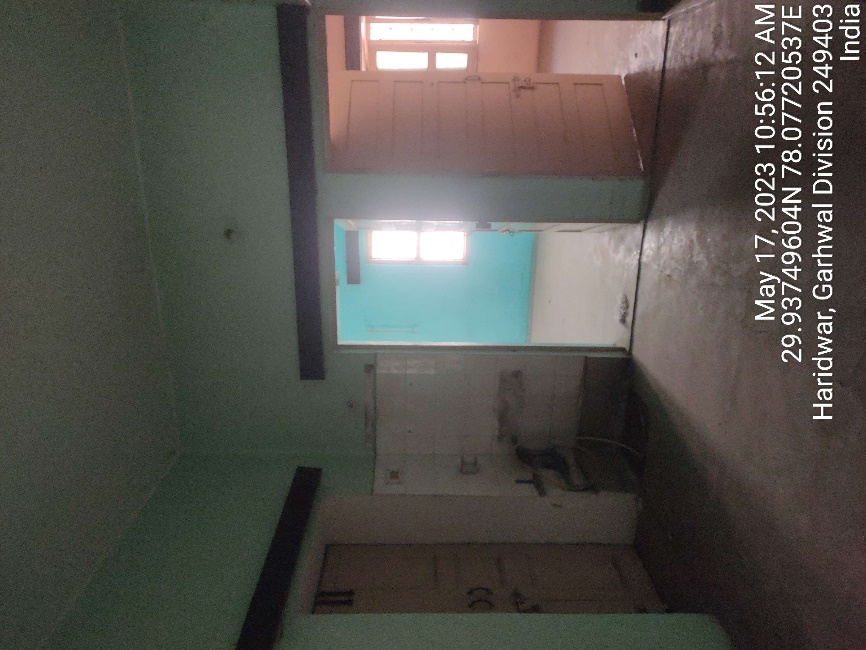 May 17, 2023 10:56:12 AM
29.93749604N 78.07720537E
Haridwar, Garhwal Division 249403
India